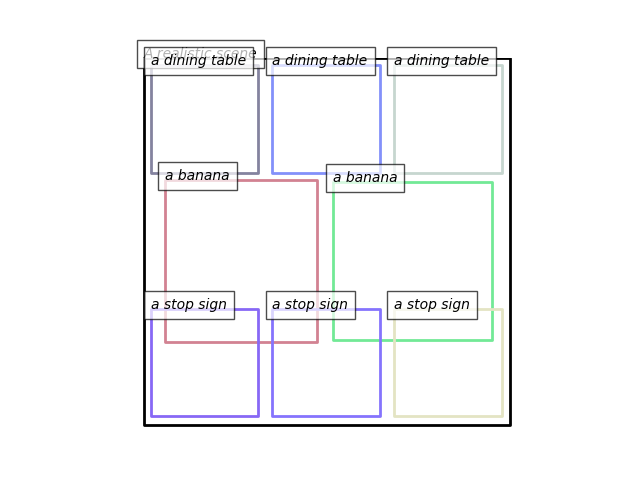 A realistic scene
a dining table
a dining table
a dining table
a banana
a banana
a stop sign
a stop sign
a stop sign